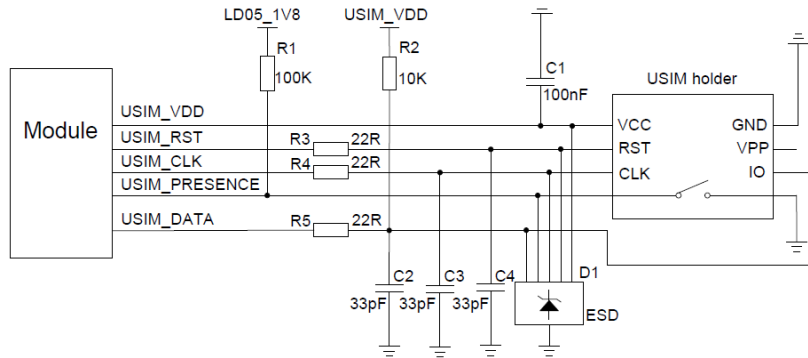 LD05_1V8
USIM_VDD
R1
100K
R2
10K
C1
100nF
USIM holder
Module
USIM_VDD
USIM_RST
USIM_CLK
USIM_PRESENCE
USIM_DATA
R3
22R
R4
22R
R5
22R
VCC
GND
RST
VPP
CLK
IO
C2
33pF
C3
33pF
C4
33pF
D1
ESD